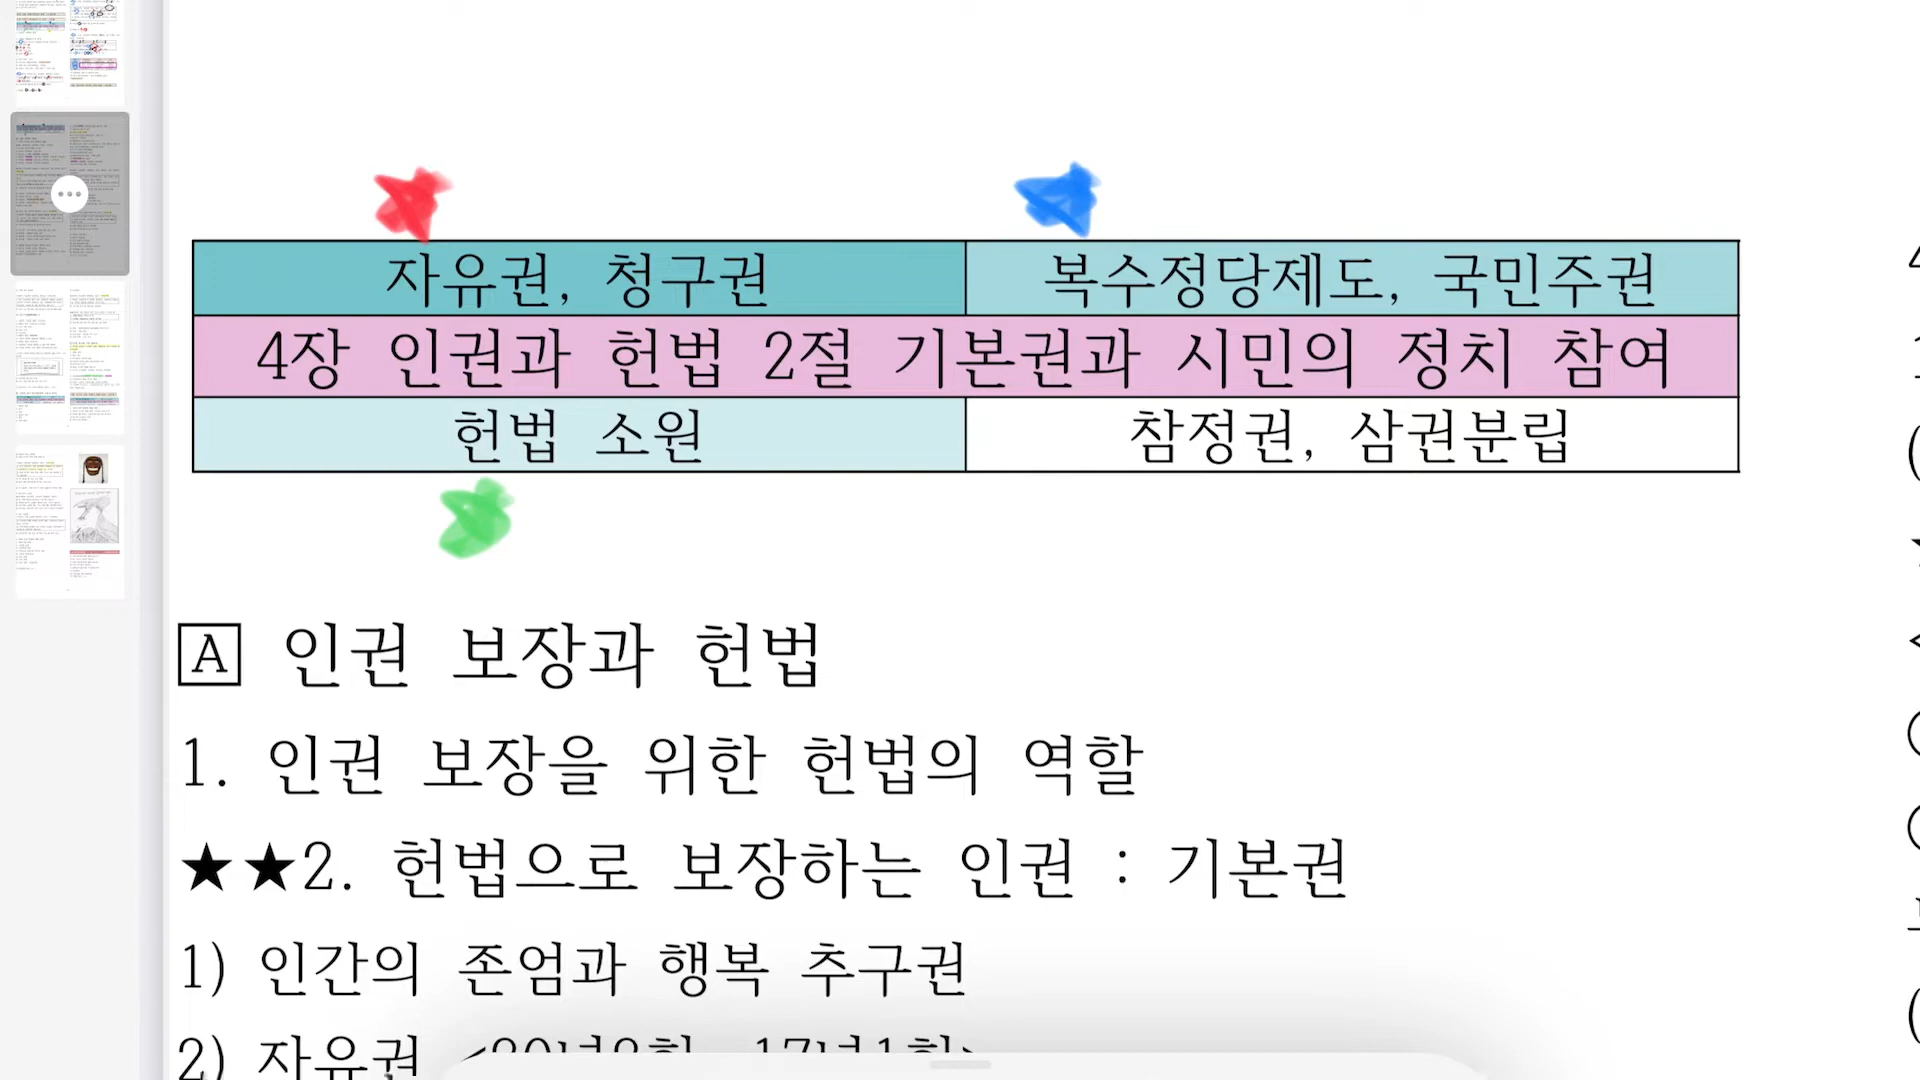 자유권, 청구권
복수정당제도, 국민주권
4장 인권과 헌법 2절 기본권과 시민의 정치 참여
헌법 소원
참정권, 삼권분립
A 인권 보장과 헌법
1. 인권 보장을 위한 헌법의 역할
★★2. 헌법으로 보장하는 인권 : 기본권
1) 인간의 존엄과 행복 추구권
2) 자유권